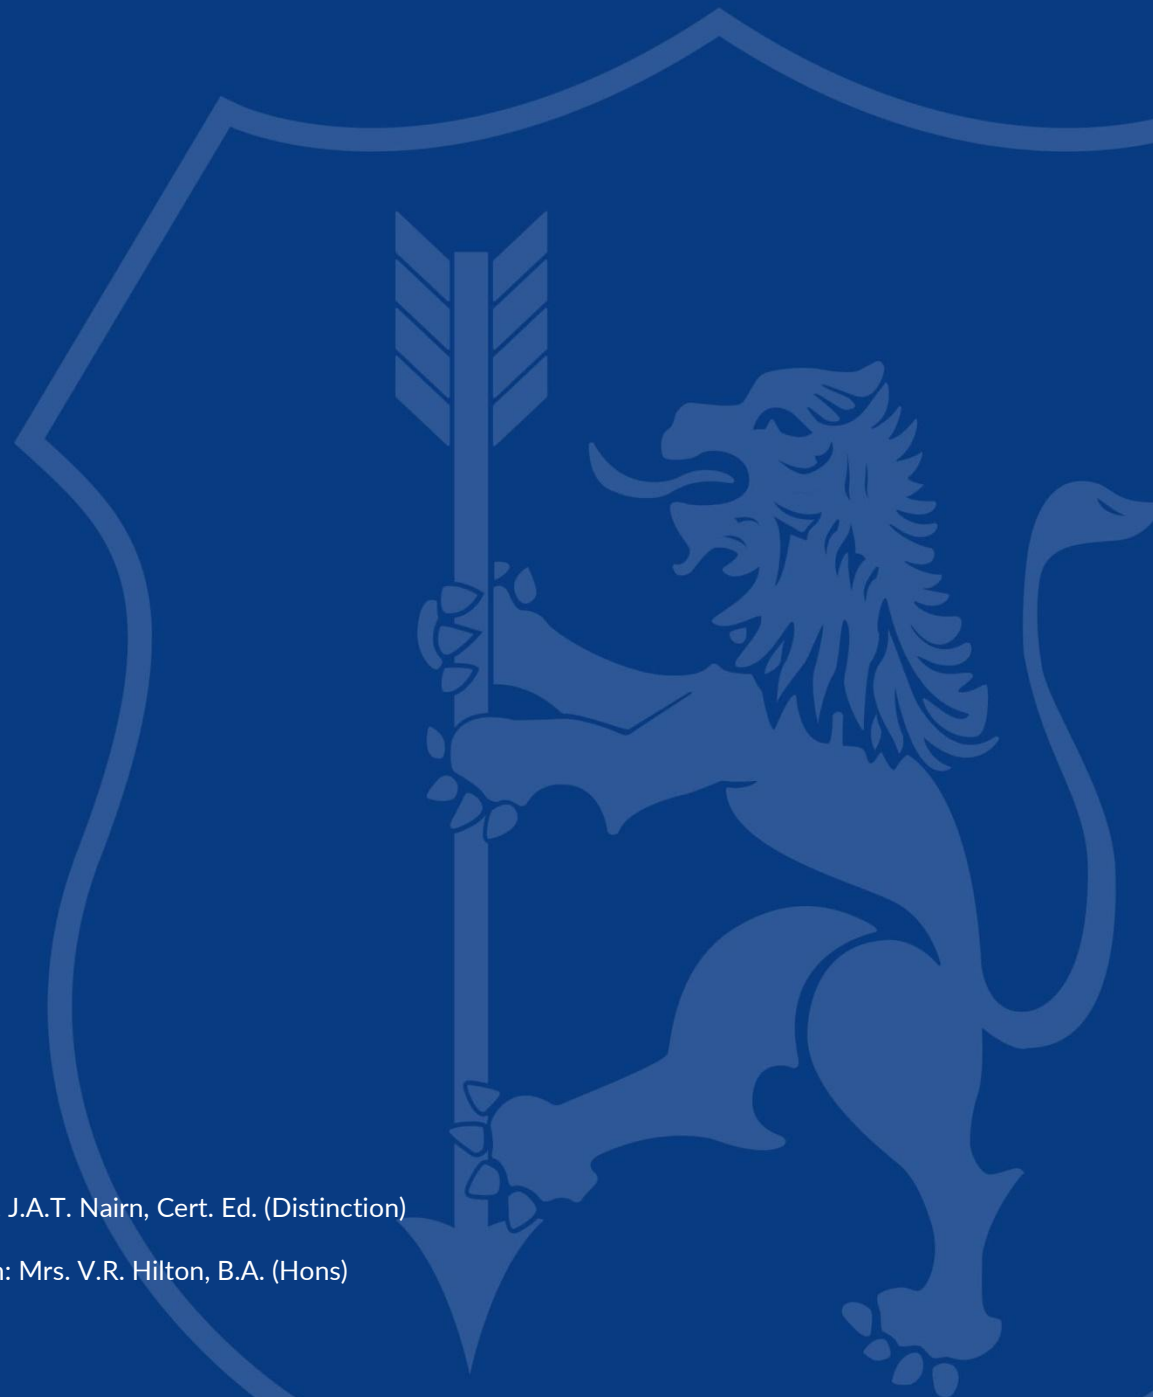 J.A.T. Nairn, Cert. Ed. (Distinction)
: Mrs. V.R. Hilton, B.A. (Hons)